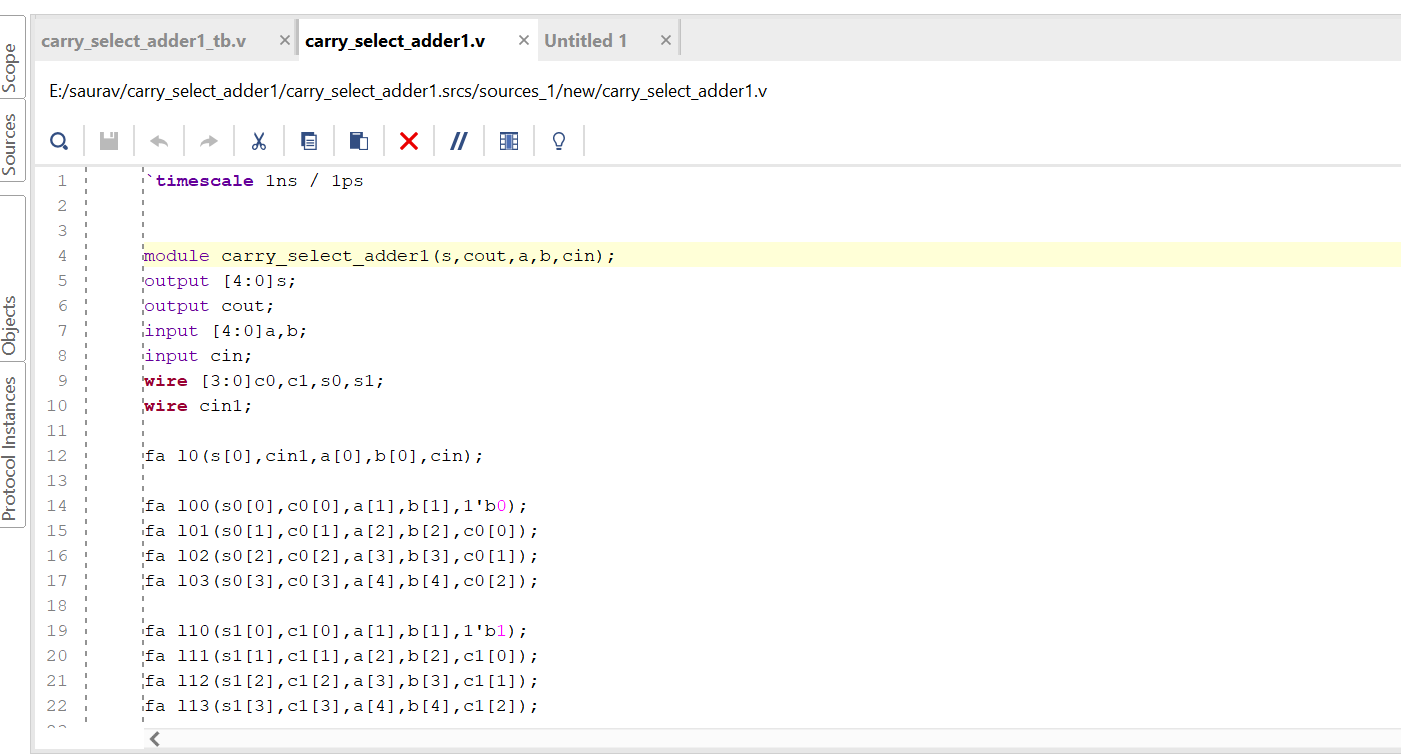 Scope
Sources
Objects
Protocol Instances
carry_select_adder1_tb.v × carry_select_adder1.v × Untitled 1 ×
E:/saurav/carry_select_adder1/carry_select_adder1.srcs/sources_1/new/carry_select_adder1.v
1 `timescale 1ns / 1ps
2
3
4 module carry_select_adder1(s,cout,a,b,cin);
5 output [4:0]s;
6 output cout;
7 input [4:0]a,b;
8 input cin;
9 wire [3:0]c0,c1,s0,s1;
10 wire cin1;
11
12 fa l0(s[0],cin1,a[0],b[0],cin);
13
14 fa l00(s0[0],c0[0],a[1],b[1],1'b0);
15 fa l01(s0[1],c0[1],a[2],b[2],c0[0]);
16 fa l02(s0[2],c0[2],a[3],b[3],c0[1]);
17 fa l03(s0[3],c0[3],a[4],b[4],c0[2]);
18
19 fa l10(s1[0],c1[0],a[1],b[1],1'b1);
20 fa l11(s1[1],c1[1],a[2],b[2],c1[0]);
21 fa l12(s1[2],c1[2],a[3],b[3],c1[1]);
22 fa l13(s1[3],c1[3],a[4],b[4],c1[2]);